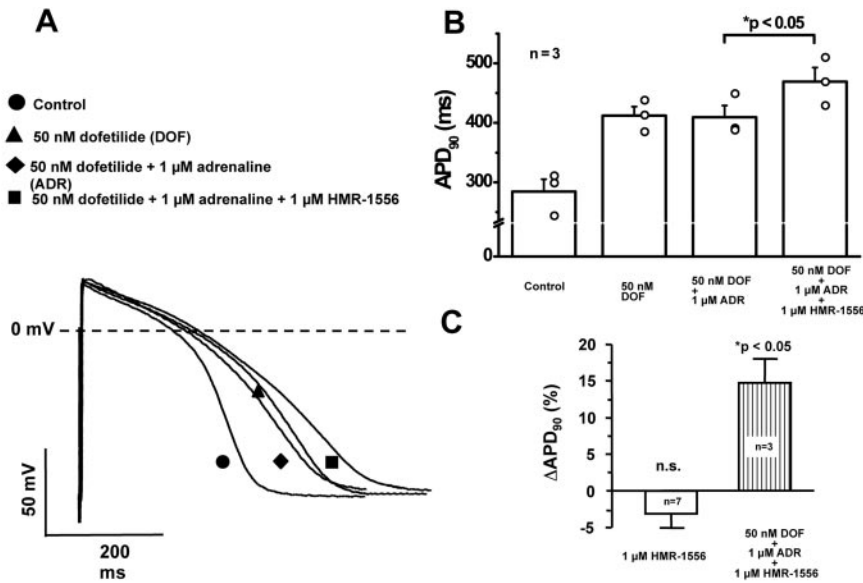 A
Control
50 nM dofetilide (DOF)
50 nM dofetilide + 1 µM adrenaline
(ADR)
50 nM dofetilide + 1 µM adrenaline + 1 µM HMR-1556
0 mV
50 mV
200
ms
B
*p < 0.05
n = 3
APD90 (ms)
500
400
300
0
Control
50 nM
DOF
50 nM DOF
+
1 µM ADR
50 nM DOF
+
1 µM ADR
+
1 µM HMR-1556
C
*p < 0.05
ΔAPD90 (%)
20
15
10
5
0
-5
n.s.
n=7
n=3
1 µM HMR-1556
50 nM DOF
+
1 µM ADR
+
1 µM HMR-1556